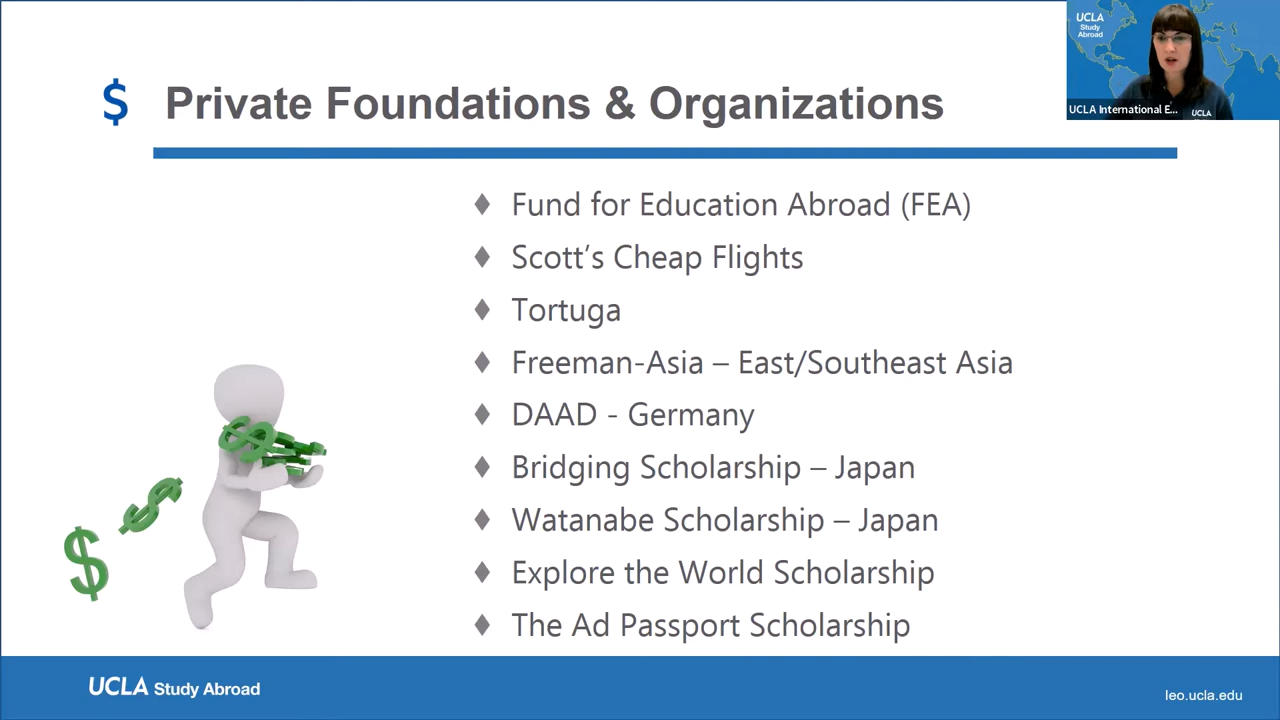 $ Private Foundations & Organizations
UCLA
Study
Abroad
UCLA International E...
UCLA
♦ Fund for Education Abroad (FEA)
♦ Scott's Cheap Flights
♦ Tortuga
♦ Freeman-Asia – East/Southeast Asia
♦ DAAD - Germany
♦ Bridging Scholarship – Japan
♦ Watanabe Scholarship – Japan
♦ Explore the World Scholarship
♦ The Ad Passport Scholarship
UCLA Study Abroad
leo.ucla.edu